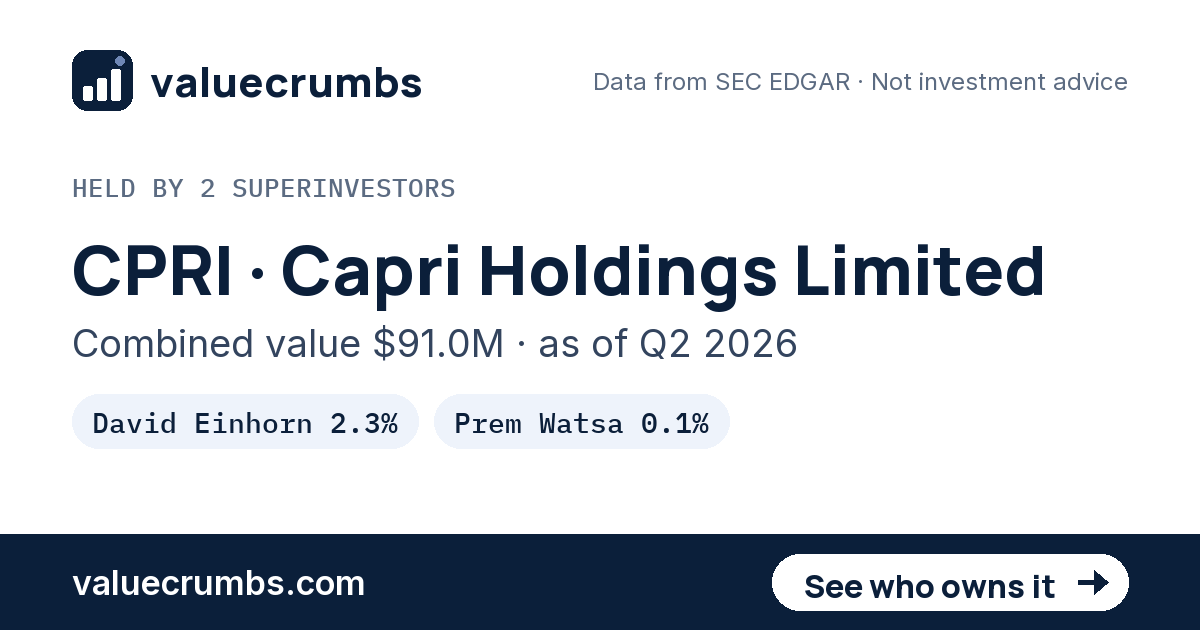 valuecrumbs
Data from SEC EDGAR · Not investment advice
HELD BY 2 SUPERINVESTORS
CPRI · Capri Holdings Limited
Combined value $91.0M · as of Q2 2026
David Einhorn 2.3%
Prem Watsa 0.1%
valuecrumbs.com
See who owns it →